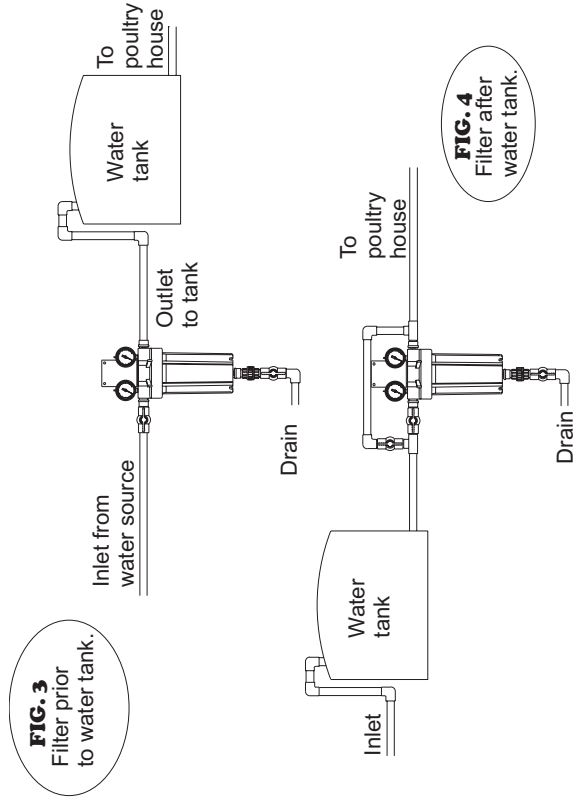 FIG. 3
Filter prior
to water tank.
Inlet from
water source
Drain
Outlet
to tank
Water
tank
To
poultry
house
Inlet
Water
tank
Drain
To
poultry
house
FIG. 4
Filter after
water tank.